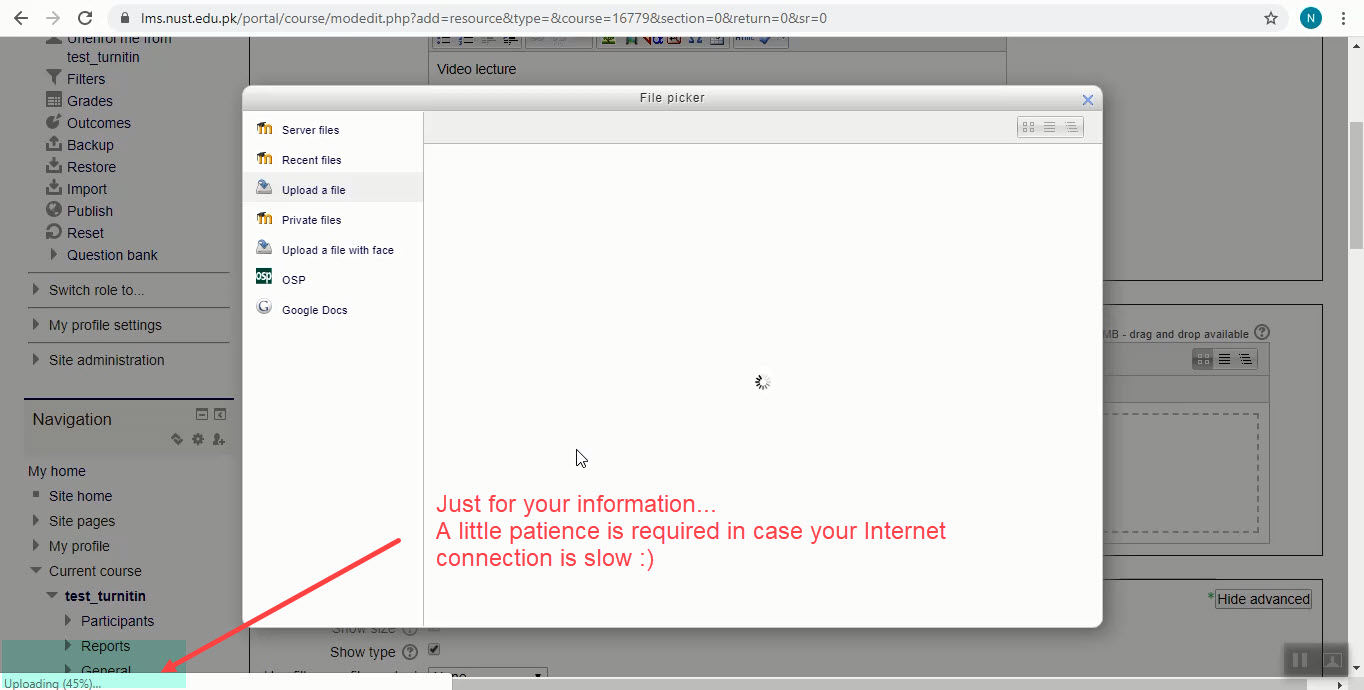 lms.nust.edu.pk/portal/course/modedit.php?add=resource&type=&course=16779&section=0&return=0&sr=0
N
Unenrol me from
test_turnitin
Filters
Grades
Outcomes
Backup
Restore
Import
Publish
Reset
Question bank
Switch role to...
My profile settings
Site administration
Navigation
My home
Site home
Site pages
My profile
Current course
test_turnitin
Participants
Reports
General
Uploading (45%)...
HTML
Video lecture
File picker
Server files
Recent files
Upload a file
Private files
Upload a file with face
osp OSP
G Google Docs
Just for your information...
A little patience is required in case your Internet
connection is slow :)
MB - drag and drop available
Hide advanced
Show size
Show type